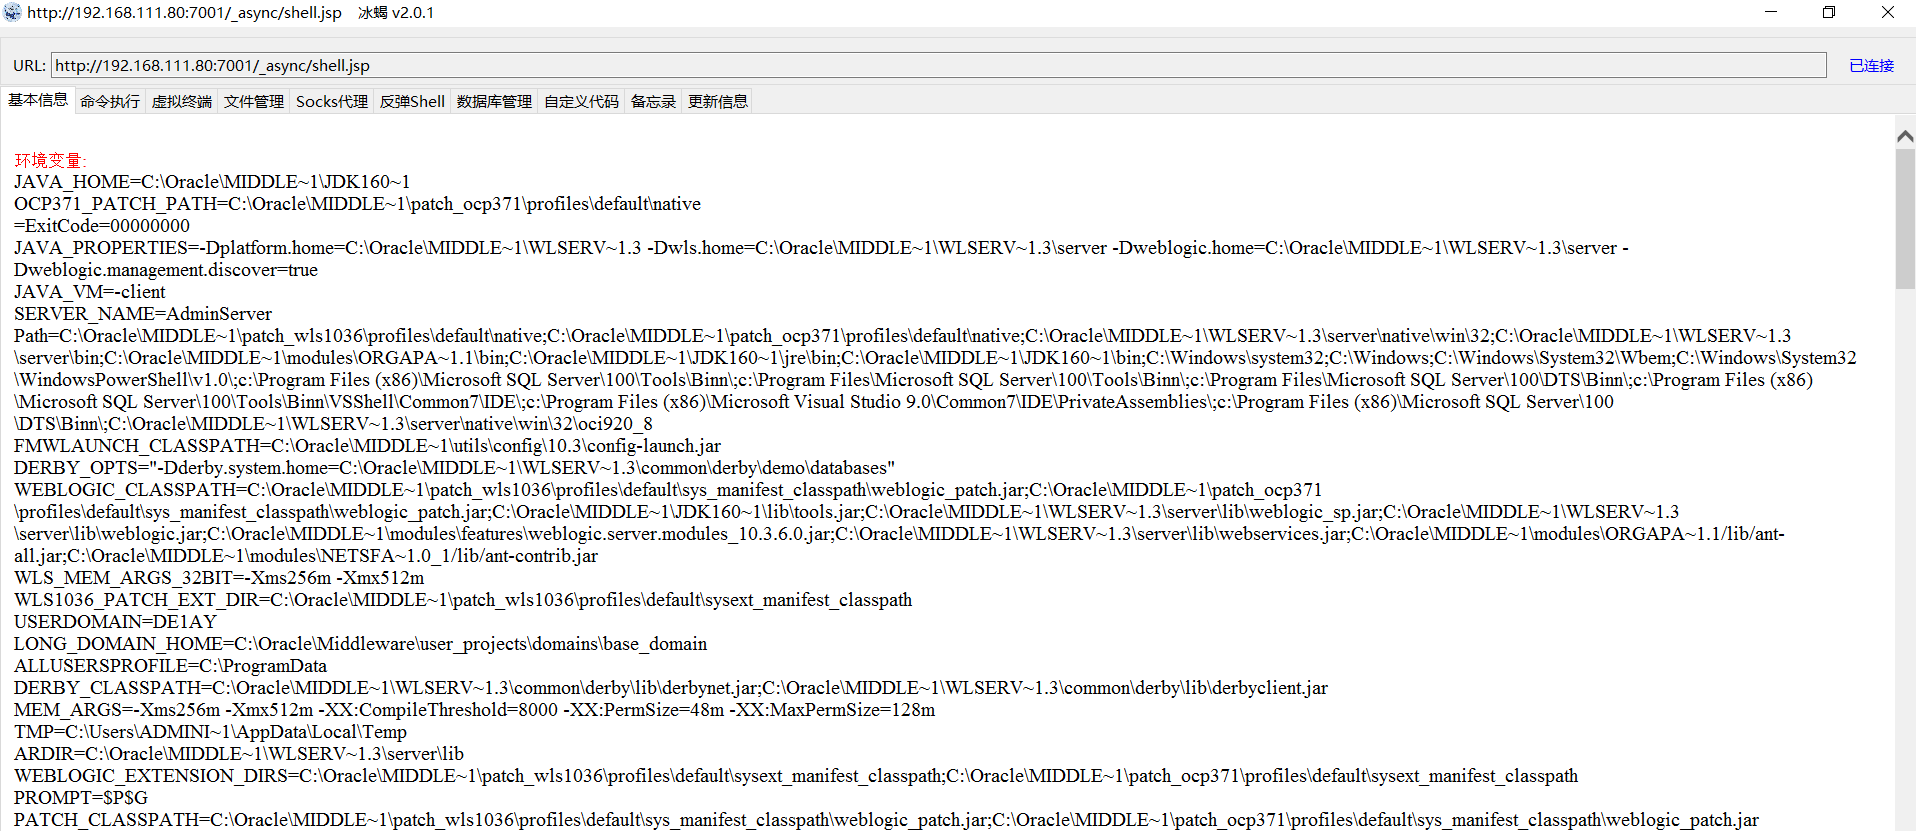 http://192.168.111.80:7001/_async/shell.jsp 冰蝎 v2.0.1
URL: http://192.168.111.80:7001/_async/shell.jsp 已连接
基本信息 命令执行 虚拟终端 文件管理 Socks代理 反弹Shell 数据库管理 自定义代码 备忘录 更新信息
环境变量:
JAVA_HOME=C:\Oracle\MIDDLE~1\JDK160~1
OCP371_PATCH_PATH=C:\Oracle\MIDDLE~1\patch_ocp371\profiles\default\native
=ExitCode=00000000
JAVA_PROPERTIES=-Dplatform.home=C:\Oracle\MIDDLE~1\WLSERV~1.3 -Dwls.home=C:\Oracle\MIDDLE~1\WLSERV~1.3\server -Dweblogic.home=C:\Oracle\MIDDLE~1\WLSERV~1.3\server -
Dweblogic.management.discover=true
JAVA_VM=-client
SERVER_NAME=AdminServer
Path=C:\Oracle\MIDDLE~1\patch_wls1036\profiles\default\native;C:\Oracle\MIDDLE~1\patch_ocp371\profiles\default\native;C:\Oracle\MIDDLE~1\WLSERV~1.3\server\native\win\32;C:\Oracle\MIDDLE~1\WLSERV~1.3
\server\bin;C:\Oracle\MIDDLE~1\modules\ORGAPA~1.1\bin;C:\Oracle\MIDDLE~1\JDK160~1\jre\bin;C:\Oracle\MIDDLE~1\JDK160~1\bin;C:\Windows\system32;C:\Windows;C:\Windows\System32\Wbem;C:\Windows\System32
\WindowsPowerShell\v1.0\;c:\Program Files (x86)\Microsoft SQL Server\100\Tools\Binn\;c:\Program Files\Microsoft SQL Server\100\Tools\Binn\;c:\Program Files\Microsoft SQL Server\100\DTS\Binn\;c:\Program Files (x86)
\Microsoft SQL Server\100\Tools\Binn\VSShell\Common7\IDE\;c:\Program Files (x86)\Microsoft Visual Studio 9.0\Common7\IDE\PrivateAssemblies\;c:\Program Files (x86)\Microsoft SQL Server\100
\DTS\Binn\;C:\Oracle\MIDDLE~1\WLSERV~1.3\server\native\win\32\oci920_8
FMWLAUNCH_CLASSPATH=C:\Oracle\MIDDLE~1\utils\config\10.3\config-launch.jar
DERBY_OPTS="-Dderby.system.home=C:\Oracle\MIDDLE~1\WLSERV~1.3\common\derby\demo\databases"
WEBLOGIC_CLASSPATH=C:\Oracle\MIDDLE~1\patch_wls1036\profiles\default\sys_manifest_classpath\weblogic_patch.jar;C:\Oracle\MIDDLE~1\patch_ocp371
\profiles\default\sys_manifest_classpath\weblogic_patch.jar;C:\Oracle\MIDDLE~1\JDK160~1\lib\tools.jar;C:\Oracle\MIDDLE~1\WLSERV~1.3\server\lib\weblogic_sp.jar;C:\Oracle\MIDDLE~1\WLSERV~1.3
\server\lib\weblogic.jar;C:\Oracle\MIDDLE~1\modules\features\weblogic.server.modules_10.3.6.0.jar;C:\Oracle\MIDDLE~1\WLSERV~1.3\server\lib\webservices.jar;C:\Oracle\MIDDLE~1\modules\ORGAPA~1.1/lib/ant-
all.jar;C:\Oracle\MIDDLE~1\modules\NETSFA~1.0_1/lib/ant-contrib.jar
WLS_MEM_ARGS_32BIT=-Xms256m -Xmx512m
WLS1036_PATCH_EXT_DIR=C:\Oracle\MIDDLE~1\patch_wls1036\profiles\default\sysext_manifest_classpath
USERDOMAIN=DE1AY
LONG_DOMAIN_HOME=C:\Oracle\Middleware\user_projects\domains\base_domain
ALLUSERSPROFILE=C:\ProgramData
DERBY_CLASSPATH=C:\Oracle\MIDDLE~1\WLSERV~1.3\common\derby\lib\derbynet.jar;C:\Oracle\MIDDLE~1\WLSERV~1.3\common\derby\lib\derbyclient.jar
MEM_ARGS=-Xms256m -Xmx512m -XX:CompileThreshold=8000 -XX:PermSize=48m -XX:MaxPermSize=128m
TMP=C:\Users\ADMINI~1\AppData\Local\Temp
ARDIR=C:\Oracle\MIDDLE~1\WLSERV~1.3\server\lib
WEBLOGIC_EXTENSION_DIRS=C:\Oracle\MIDDLE~1\patch_wls1036\profiles\default\sysext_manifest_classpath;C:\Oracle\MIDDLE~1\patch_ocp371\profiles\default\sysext_manifest_classpath
PROMPT=$P$G
PATCH_CLASSPATH=C:\Oracle\MIDDLE~1\patch_wls1036\profiles\default\sys_manifest_classpath\weblogic_patch.jar;C:\Oracle\MIDDLE~1\patch_ocp371\profiles\default\sys_manifest_classpath\weblogic_patch.jar